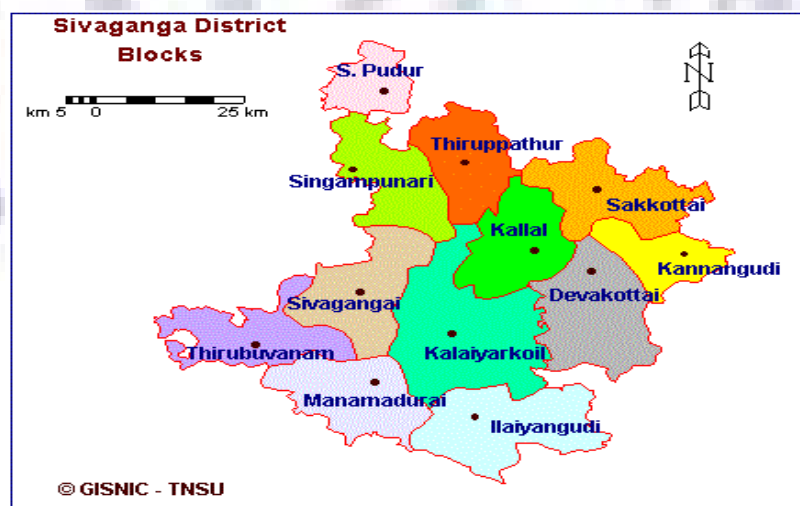 Sivaganga District
Blocks
km 5 0 25 km
N
S. Pudur
Thiruppathur
Singampunari
Sakkottai
Kallal
Kannangudi
Devakottai
Sivagangai
Thirubuvanam
Kalaiyarkoil
Manamadurai
Ilaiyangudi
© GISNIC - TNSU